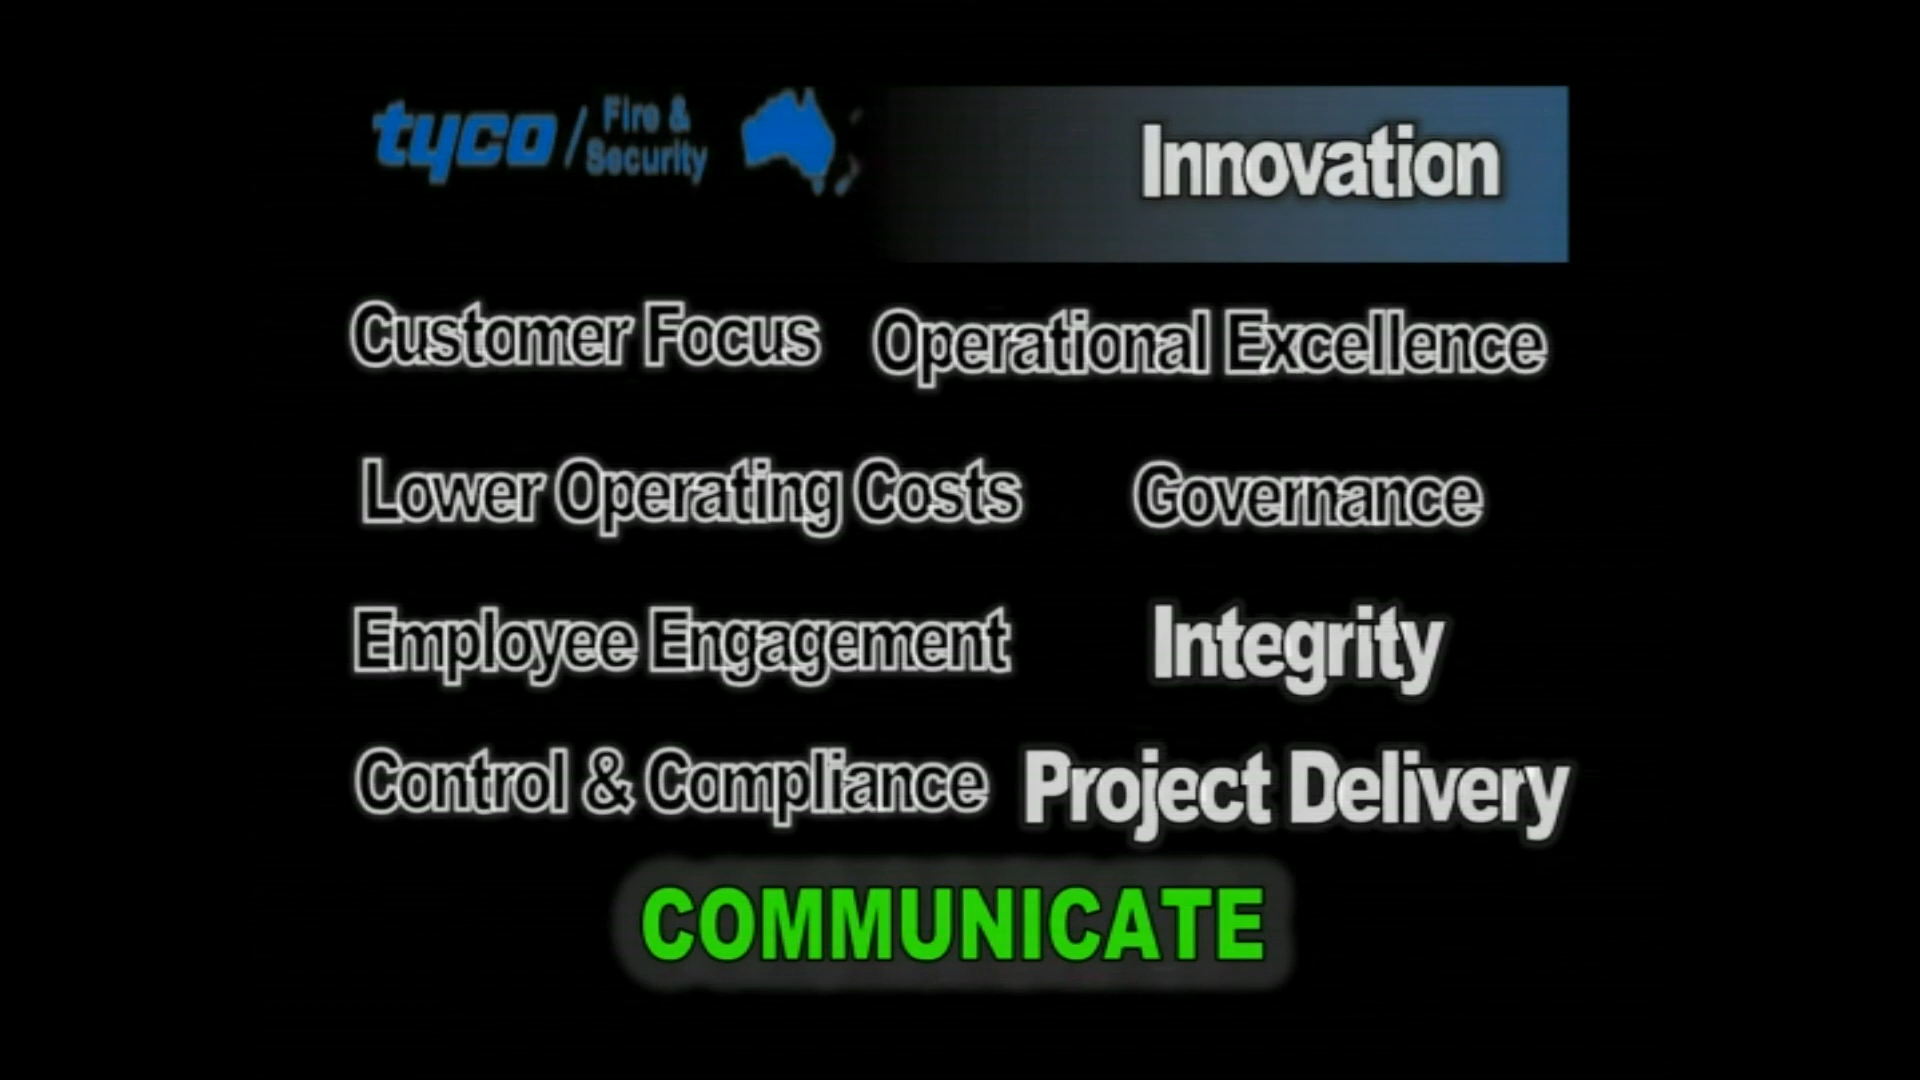 tyco / Fire & Security
Innovation
Customer Focus
Operational Excellence
Lower Operating Costs
Governance
Employee Engagement
Integrity
Control & Compliance
Project Delivery
COMMUNICATE